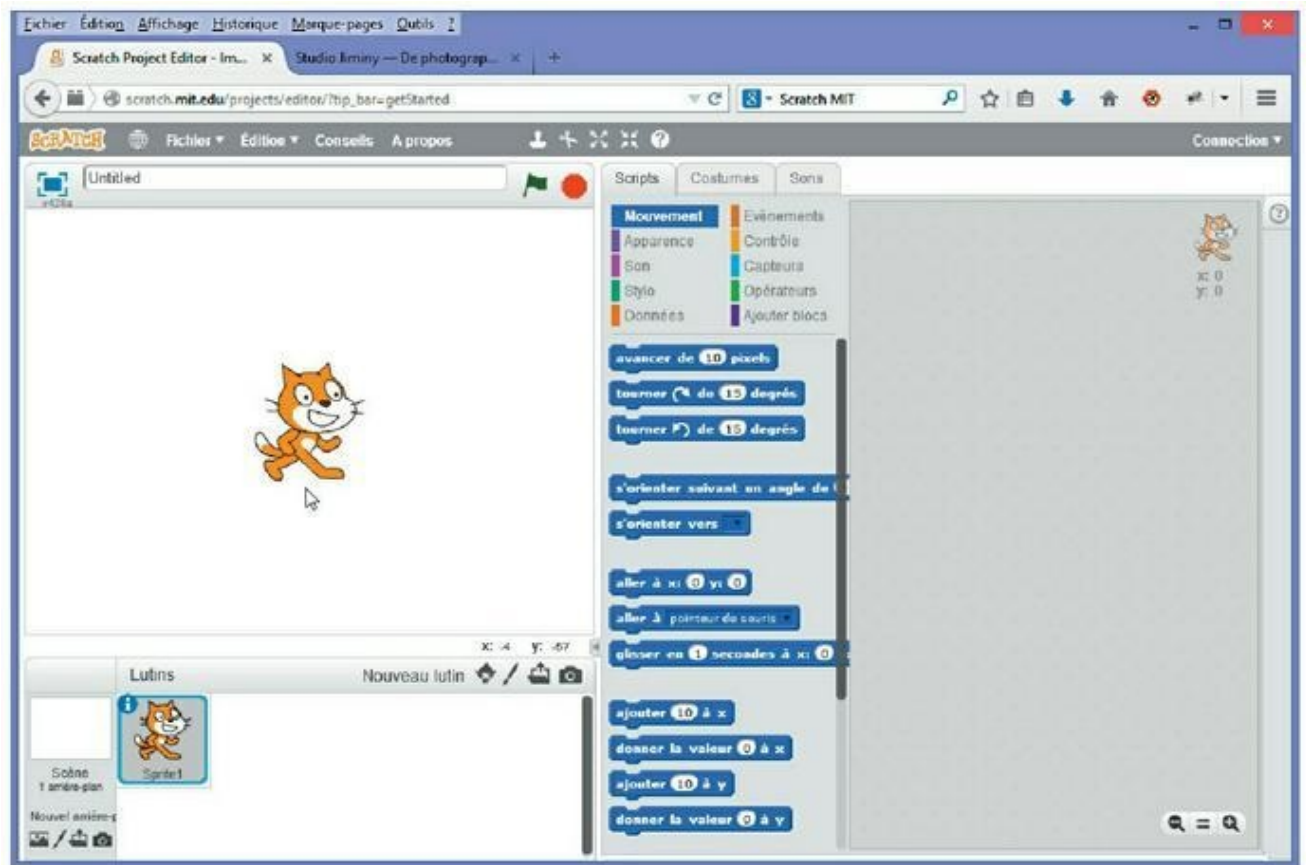 Fichier Édition Affichage Historique Marque-pages Outils ?
Scratch Project Editor - Im... × Studio Jiminy — De photograp... × +
scratch.mit.edu/projects/editor/?tip_bar=getStarted
Scratch MIT
SCRATCH Fichier Édition Conseils A propos Connection
Untitled
v428a
Scripts Costumes Sons
Mouvement Evènements
Apparence Contrôle
Son Capteurs
Stylo Opérateurs
Données Ajouter blocs
x: 0
y: 0
avancer de 10 pixels
tourner de 15 degrés
tourner de 15 degrés
s'orienter suivant un angle de
s'orienter vers
aller à x: 0 y: 0
aller à pointeur de souris
glisser en 1 secondes à x: 0
ajouter 10 à x
donner la valeur 0 à x
ajouter 10 à y
donner la valeur 0 à y
x: -4 y: -67
Lutins Nouveau lutin
Scène
1 arrière-plan
Sprite1
Nouvel arrière-p